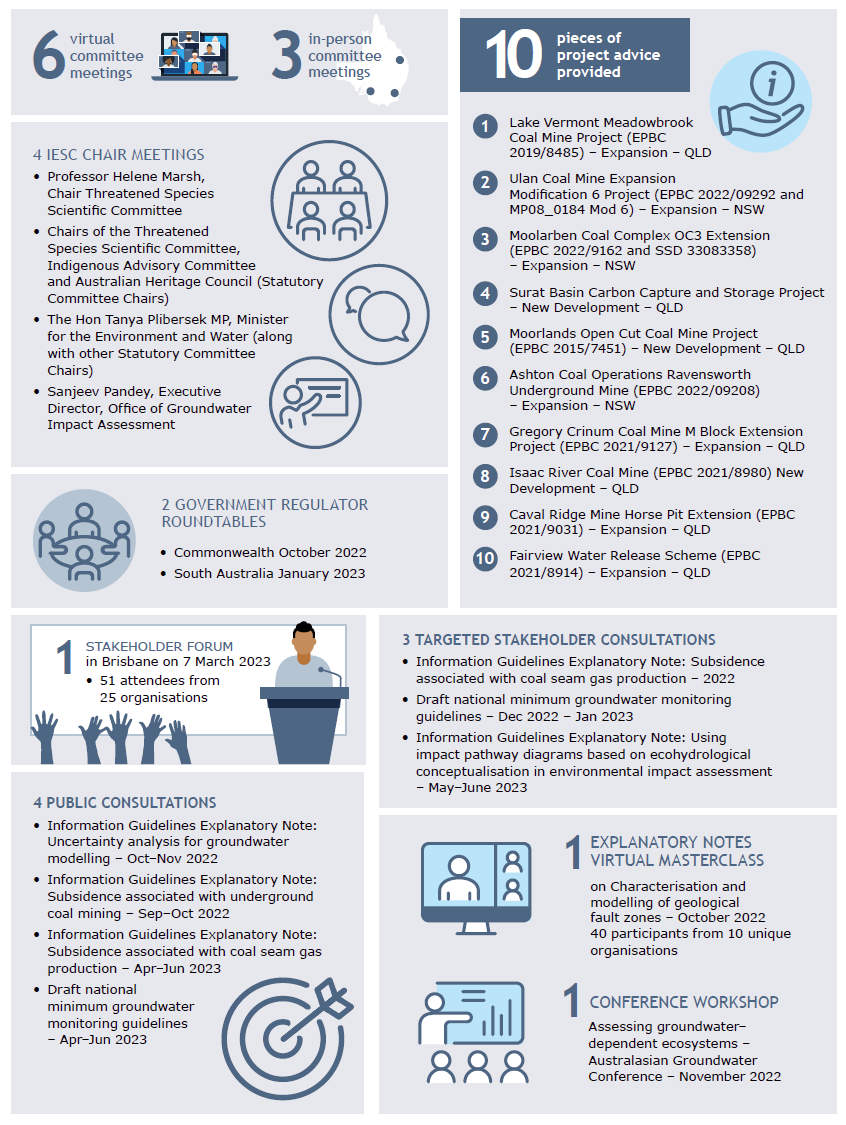 6 virtual
committee
meetings
3 in-person
committee
meetings
4 IESC CHAIR MEETINGS
• Professor Helene Marsh,
Chair Threatened Species
Scientific Committee
• Chairs of the Threatened
Species Scientific Committee,
Indigenous Advisory Committee
and Australian Heritage Council (Statutory
Committee Chairs)
• The Hon Tanya Plibersek MP, Minister
for the Environment and Water (along
with other Statutory Committee
Chairs)
• Sanjeev Pandey, Executive
Director, Office of Groundwater
Impact Assessment
2 GOVERNMENT REGULATOR
ROUNDTABLES
• Commonwealth October 2022
• South Australia January 2023
10 pieces of
project advice
provided
i
1 Lake Vermont Meadowbrook
Coal Mine Project (EPBC
2019/8485) – Expansion – QLD
2 Ulan Coal Mine Expansion
Modification 6 Project (EPBC 2022/09292 and
MP08_0184 Mod 6) – Expansion – NSW
3 Moolarben Coal Complex OC3 Extension
(EPBC 2022/9162 and SSD 33083358)
– Expansion – NSW
4 Surat Basin Carbon Capture and Storage Project
– New Development – QLD
5 Moorlands Open Cut Coal Mine Project
(EPBC 2015/7451) – New Development – QLD
6 Ashton Coal Operations Ravensworth
Underground Mine (EPBC 2022/09208)
– Expansion – NSW
7 Gregory Crinum Coal Mine M Block Extension
Project (EPBC 2021/9127) – Expansion – QLD
8 Isaac River Coal Mine (EPBC 2021/8980) New
Development – QLD
9 Caval Ridge Mine Horse Pit Extension (EPBC
2021/9031) – Expansion – QLD
10 Fairview Water Release Scheme (EPBC
2021/8914) – Expansion – QLD
1 STAKEHOLDER FORUM
in Brisbane on 7 March 2023
• 51 attendees from
25 organisations
3 TARGETED STAKEHOLDER CONSULTATIONS
• Information Guidelines Explanatory Note: Subsidence
associated with coal seam gas production – 2022
• Draft national minimum groundwater monitoring
guidelines – Dec 2022 – Jan 2023
• Information Guidelines Explanatory Note: Using
impact pathway diagrams based on ecohydrological
conceptualisation in environmental impact assessment
– May–June 2023
4 PUBLIC CONSULTATIONS
• Information Guidelines Explanatory Note:
Uncertainty analysis for groundwater
modelling – Oct–Nov 2022
• Information Guidelines Explanatory Note:
Subsidence associated with underground
coal mining – Sep–Oct 2022
• Information Guidelines Explanatory Note:
Subsidence associated with coal seam gas
production – Apr–Jun 2023
• Draft national
minimum groundwater
monitoring guidelines
– Apr–Jun 2023
1 EXPLANATORY NOTES
VIRTUAL MASTERCLASS
on Characterisation and
modelling of geological
fault zones – October 2022
40 participants from 10 unique
organisations
1 CONFERENCE WORKSHOP
Assessing groundwater–
dependent ecosystems –
Australasian Groundwater
Conference – November 2022